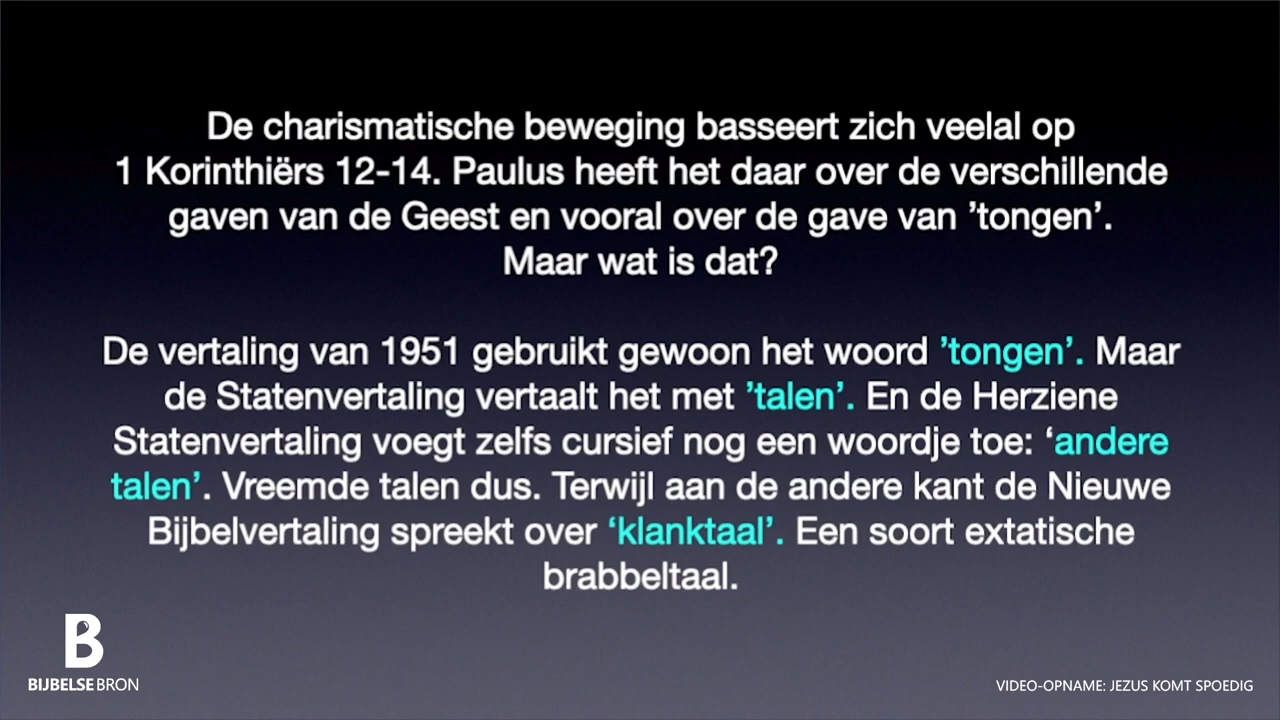 De charismatische beweging basseert zich veelal op
1 Korinthiërs 12-14. Paulus heeft het daar over de verschillende
gaven van de Geest en vooral over de gave van ’tongen’.
Maar wat is dat?
De vertaling van 1951 gebruikt gewoon het woord ’tongen’. Maar
de Statenvertaling vertaalt het met ’talen’. En de Herziene
Statenvertaling voegt zelfs cursief nog een woordje toe: ‘andere
talen’. Vreemde talen dus. Terwijl aan de andere kant de Nieuwe
Bijbelvertaling spreekt over ‘klanktaal’. Een soort extatische
brabbeltaal.
B
BIJBELSEBRON
VIDEO-OPNAME: JEZUS KOMT SPOEDIG